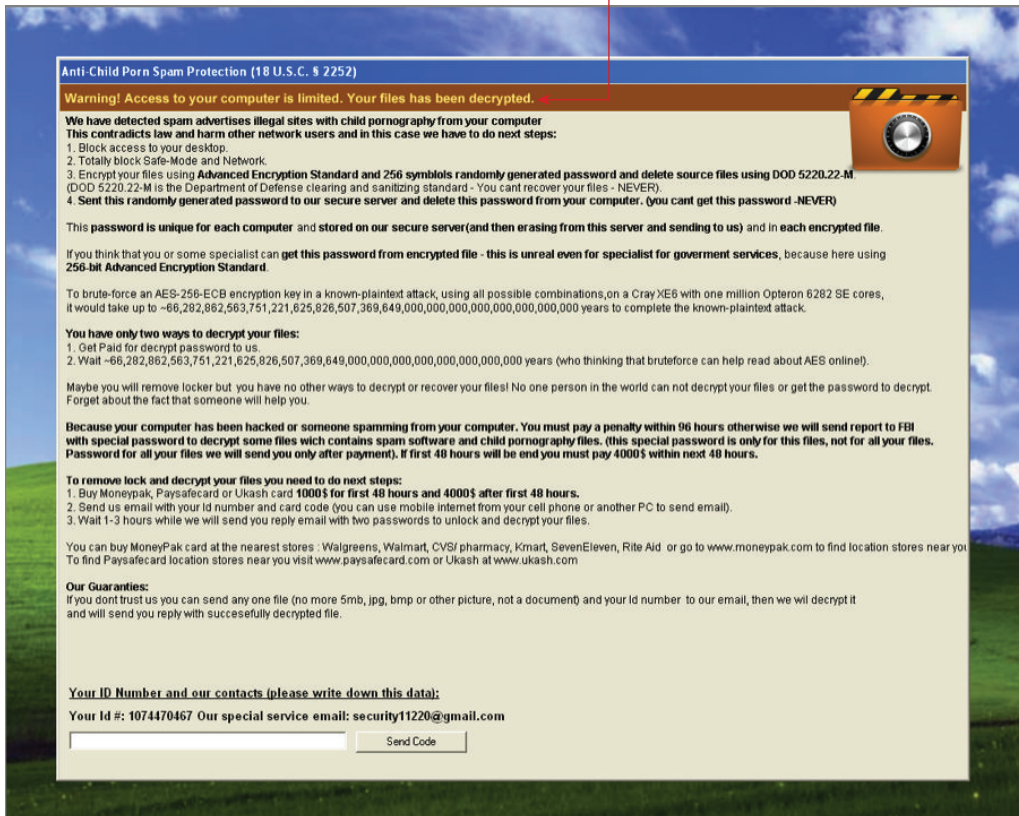 Anti-Child Porn Spam Protection (18 U.S.C. § 2252)
Warning! Access to your computer is limited. Your files has been decrypted.
We have detected spam advertises illegal sites with child pornography from your computer
This contradicts law and harm other network users and in this case we have to do next steps:
1. Block access to your desktop.
2. Totally block Safe-Mode and Network.
3. Encrypt your files using Advanced Encryption Standard and 256 symblols randomly generated password and delete source files using DOD 5220.22-M.
(DOD 5220.22-M is the Department of Defense clearing and sanitizing standard - You cant recover your files - NEVER).
4. Sent this randomly generated password to our secure server and delete this password from your computer. (you cant get this password -NEVER)
This password is unique for each computer and stored on our secure server(and then erasing from this server and sending to us) and in each encrypted file.
If you think that you or some specialist can get this password from encrypted file - this is unreal even for specialist for goverment services, because here using
256-bit Advanced Encryption Standard.
To brute-force an AES-256-ECB encryption key in a known-plaintext attack, using all possible combinations,on a Cray XE6 with one million Opteron 6282 SE cores,
it would take up to ~66,282,862,563,751,221,625,826,507,369,649,000,000,000,000,000,000,000,000 years to complete the known-plaintext attack.
You have only two ways to decrypt your files:
1. Get Paid for decrypt password to us.
2. Wait ~66,282,862,563,751,221,625,826,507,369,649,000,000,000,000,000,000,000,000 years (who thinking that bruteforce can help read about AES online!).
Maybe you will remove locker but you have no other ways to decrypt or recover your files! No one person in the world can not decrypt your files or get the password to decrypt.
Forget about the fact that someone will help you.
Because your computer has been hacked or someone spamming from your computer. You must pay a penalty within 96 hours otherwise we will send report to FBI
with special password to decrypt some files wich contains spam software and child pornography files. (this special password is only for this files, not for all your files.
Password for all your files we will send you only after payment). If first 48 hours will be end you must pay 4000$ within next 48 hours.
To remove lock and decrypt your files you need to do next steps:
1. Buy Moneypak, Paysafecard or Ukash card 1000$ for first 48 hours and 4000$ after first 48 hours.
2. Send us email with your Id number and card code (you can use mobile internet from your cell phone or another PC to send email).
3. Wait 1-3 hours while we will send you reply email with two passwords to unlock and decrypt your files.
You can buy MoneyPak card at the nearest stores : Walgreens, Walmart, CVS/ pharmacy, Kmart, SevenEleven, Rite Aid or go to www.moneypak.com to find location stores near you
To find Paysafecard location stores near you visit www.paysafecard.com or Ukash at www.ukash.com
Our Guaranties:
If you dont trust us you can send any one file (no more 5mb, jpg, bmp or other picture, not a document) and your Id number to our email, then we wil decrypt it
and will send you reply with succesefully decrypted file.
Your ID Number and our contacts (please write down this data):
Your Id #: 1074470467 Our special service email: security11220@gmail.com
Send Code